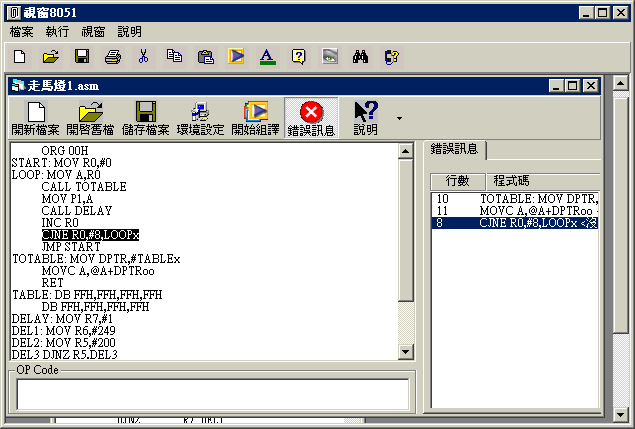 視窗8051
檔案 執行 視窗 說明
走馬燈1.asm
開新檔案 開啓舊檔 儲存檔案 環境設定 開始組譯 錯誤訊息 說明
ORG 00H
START: MOV R0,#0
LOOP: MOV A,R0
CALL TOTABLE
MOV P1,A
CALL DELAY
INC R0
CJNE R0,#8,LOOPx
JMP START
TOTABLE: MOV DPTR,#TABLEx
MOVC A,@A+DPTRoo
RET
TABLE: DB FFH,FFH,FFH,FFH
DB FFH,FFH,FFH,FFH
DELAY: MOV R7,#1
DEL1: MOV R6,#249
DEL2: MOV R5,#200
DEL3 DJNZ R5,DEL3
OP Code
錯誤訊息
行數 程式碼
10 TOTABLE: MOV DPTR,
11 MOVC A,@A+DPTRoo
8 CJNE R0,#8,LOOPx <沒
DJNZ R7,DEL1